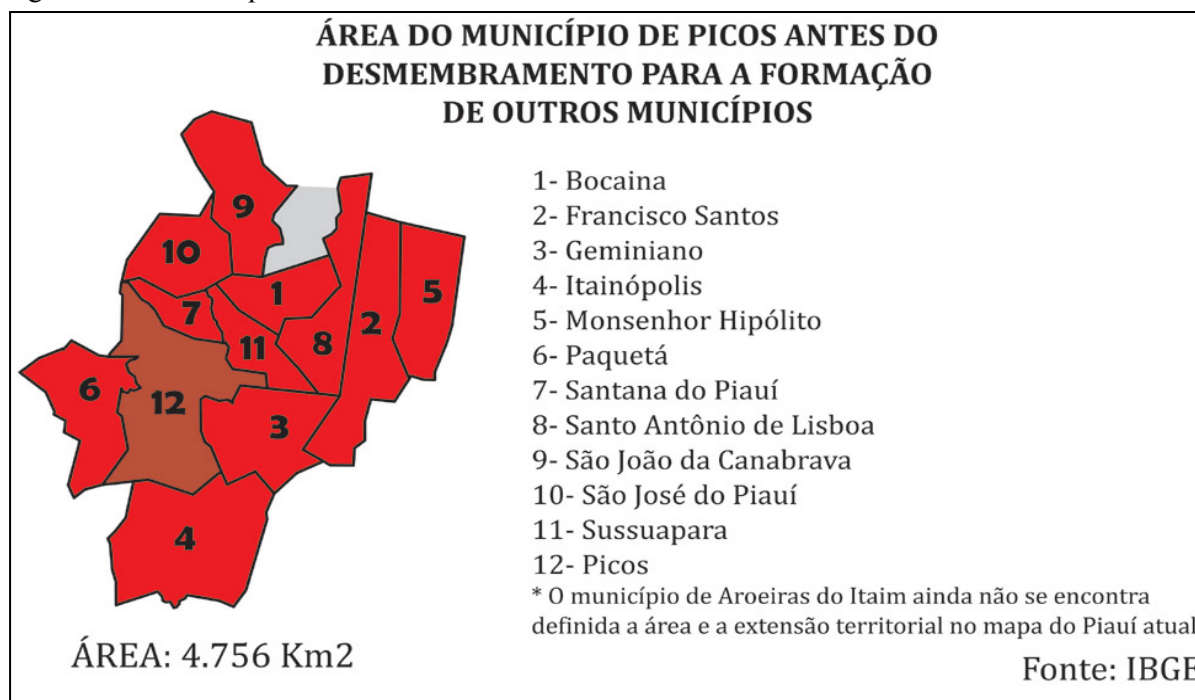 ÁREA DO MUNICÍPIO DE PICOS ANTES DO
DESMEMBRAMENTO PARA A FORMAÇÃO
DE OUTROS MUNICÍPIOS
9
10
1
7
11
8
2
5
6
12
3
4
1- Bocaina
2- Francisco Santos
3- Geminiano
4- Itainópolis
5- Monsenhor Hipólito
6- Paquetá
7- Santana do Piauí
8- Santo Antônio de Lisboa
9- São João da Canabrava
10- São José do Piauí
11- Sussuapara
12- Picos
* O município de Aroeiras do Itaim ainda não se encontra
definida a área e a extensão territorial no mapa do Piauí atual
ÁREA: 4.756 Km2
Fonte: IBGE